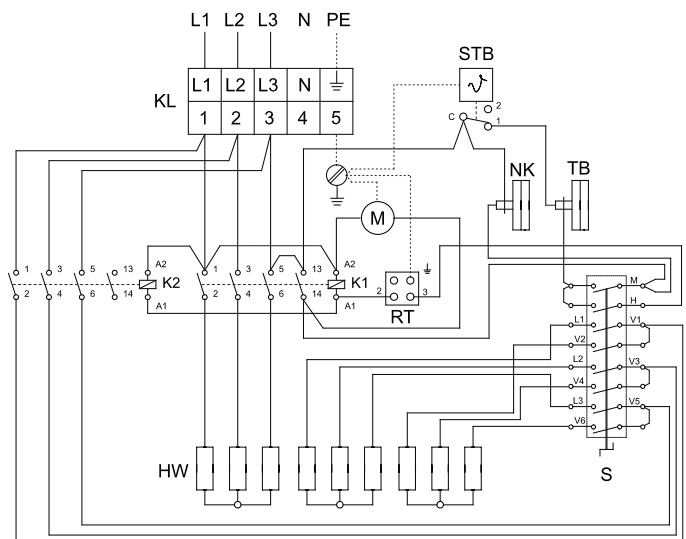 L1 L2 L3 N PE
STB
L1 L2 L3 N
KL
1 2 3 4 5
2
C 1
NK TB
M
A2 A2
1 3 5 13 K2 1 3 5 13 K1
2 4 6 14 2 4 6 14
A1 A1
2 3
RT
M
H
L1 V1
V2
L2 V3
V4
L3 V5
V6
HW
S